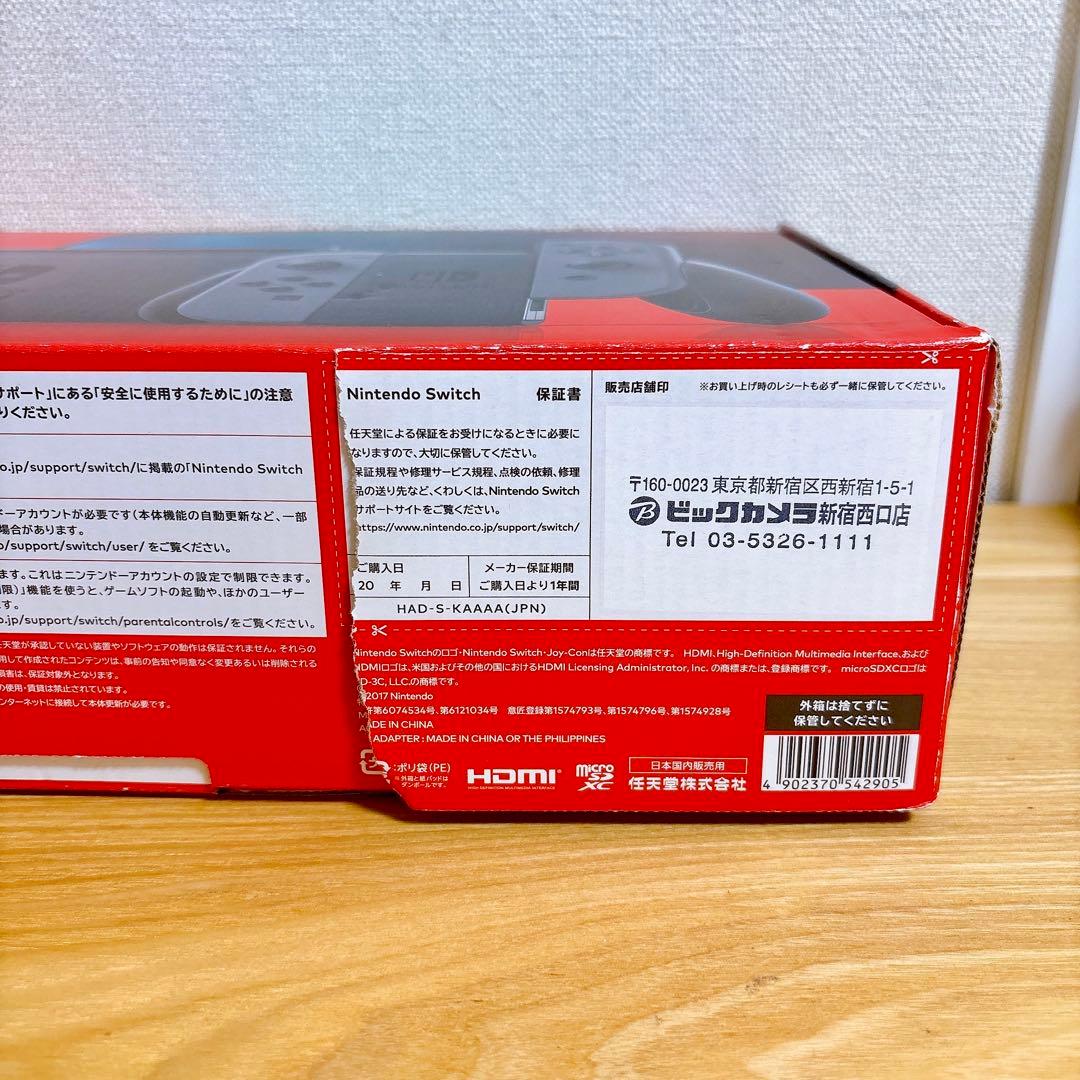 サポート」にある「安全に使用するために」の注意
りください。
o.jp/support/switch/に掲載の「Nintendo Switch
ドーアカウントが必要です(本体機能の自動更新など、一部
場合があります。
o/support/switch/user/ をご覧ください。
ます。これはニンテンドーアカウントの設定で制限できます。
限)」機能を使うと、ゲームソフトの起動や、ほかのユーザー
す。
o.jp/support/switch/parentalcontrols/をご覧ください。
任天堂が承認していない装置やソフトウェアの動作は保証されません。それらの
用して作成されたコンテンツは、事前の告知や同意なく変更あるいは削除される
損害は、保証対象外となります。
の使用・賃貸は禁止されています。
ンターネットに接続して本体更新が必要です。
Nintendo Switch 保証書
任天堂による保証をお受けになるときに必要に
なりますので、大切に保管してください。
保証規程や修理サービス規程、点検の依頼、修理
品の送り先など、くわしくは、Nintendo Switch
サポートサイトをご覧ください。
https://www.nintendo.co.jp/support/switch/
ご購入日 メーカー保証期間
20 年 月 日 ご購入日より1年間
HAD-S-KAAAA(JPN)
販売店舗印 ※お買い上げ時のレシートも必ず一緒に保管してください。
〒160-0023 東京都新宿区西新宿1-5-1
B ビックカメラ新宿西口店
Tel 03-5326-1111
Nintendo Switchのロゴ・Nintendo Switch・Joy-Conは任天堂の商標です。 HDMI、High-Definition Multimedia Interface、および
HDMIロゴは、米国およびその他の国におけるHDMI Licensing Administrator, Inc. の商標または、登録商標です。 microSDXCロゴは
D-3C, LLC.の商標です。
©2017 Nintendo
許第6074534号、第6121034号 意匠登録第1574793号、第1574796号、第1574928号
MADE IN CHINA
ADAPTER : MADE IN CHINA OR THE PHILIPPINES
:ポリ袋(PE)
※外箱と紙パッドは
ダンボールです。
HDMI
HIGH-DEFINITION MULTIMEDIA INTERFACE
micro
SD
XC
日本国内販売用
任天堂株式会社
外箱は捨てずに
保管してください
4 902370 542905